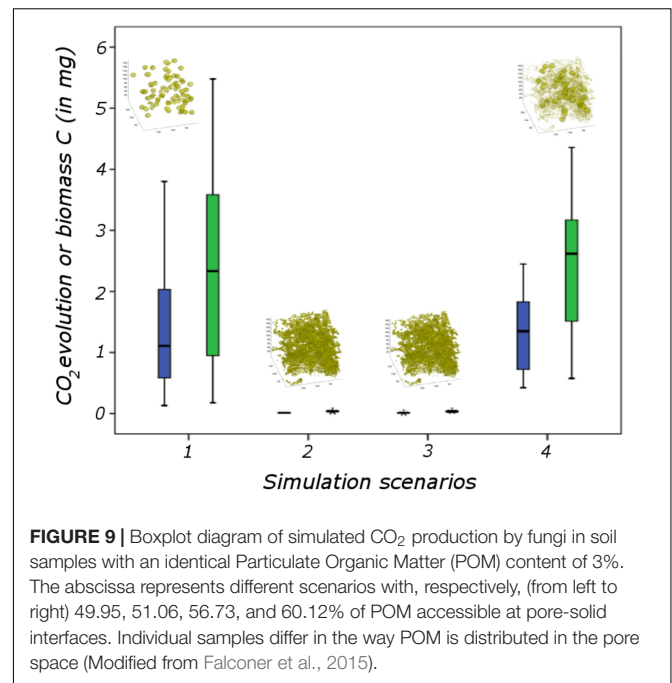 CO2 evolution or biomass C (in mg)
6
5
4
3
2
1
0
1 2 3 4
Simulation scenarios
FIGURE 9 | Boxplot diagram of simulated CO2 production by fungi in soil
samples with an identical Particulate Organic Matter (POM) content of 3%.
The abscissa represents different scenarios with, respectively, (from left to
right) 49.95, 51.06, 56.73, and 60.12% of POM accessible at pore-solid
interfaces. Individual samples differ in the way POM is distributed in the pore
space (Modified from Falconer et al., 2015).